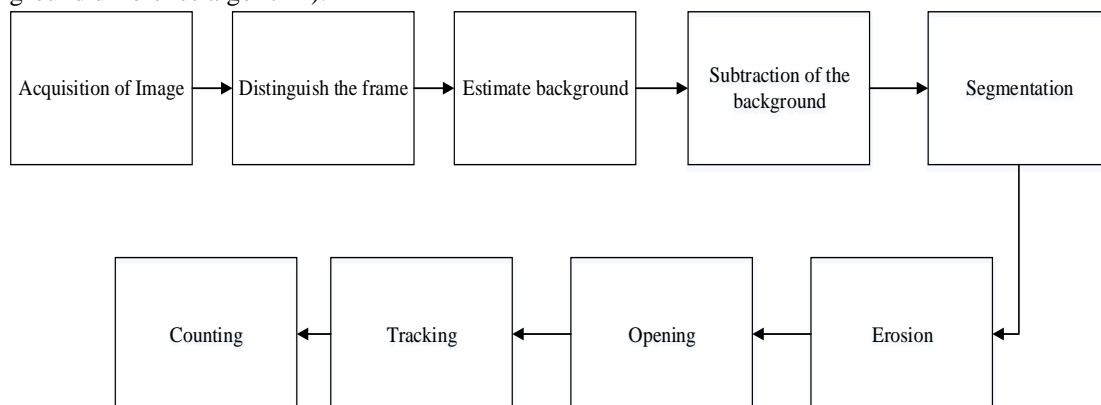 Acquisition of Image
Distinguish the frame
Estimate background
Subtraction of the
background
Segmentation
Erosion
Opening
Tracking
Counting